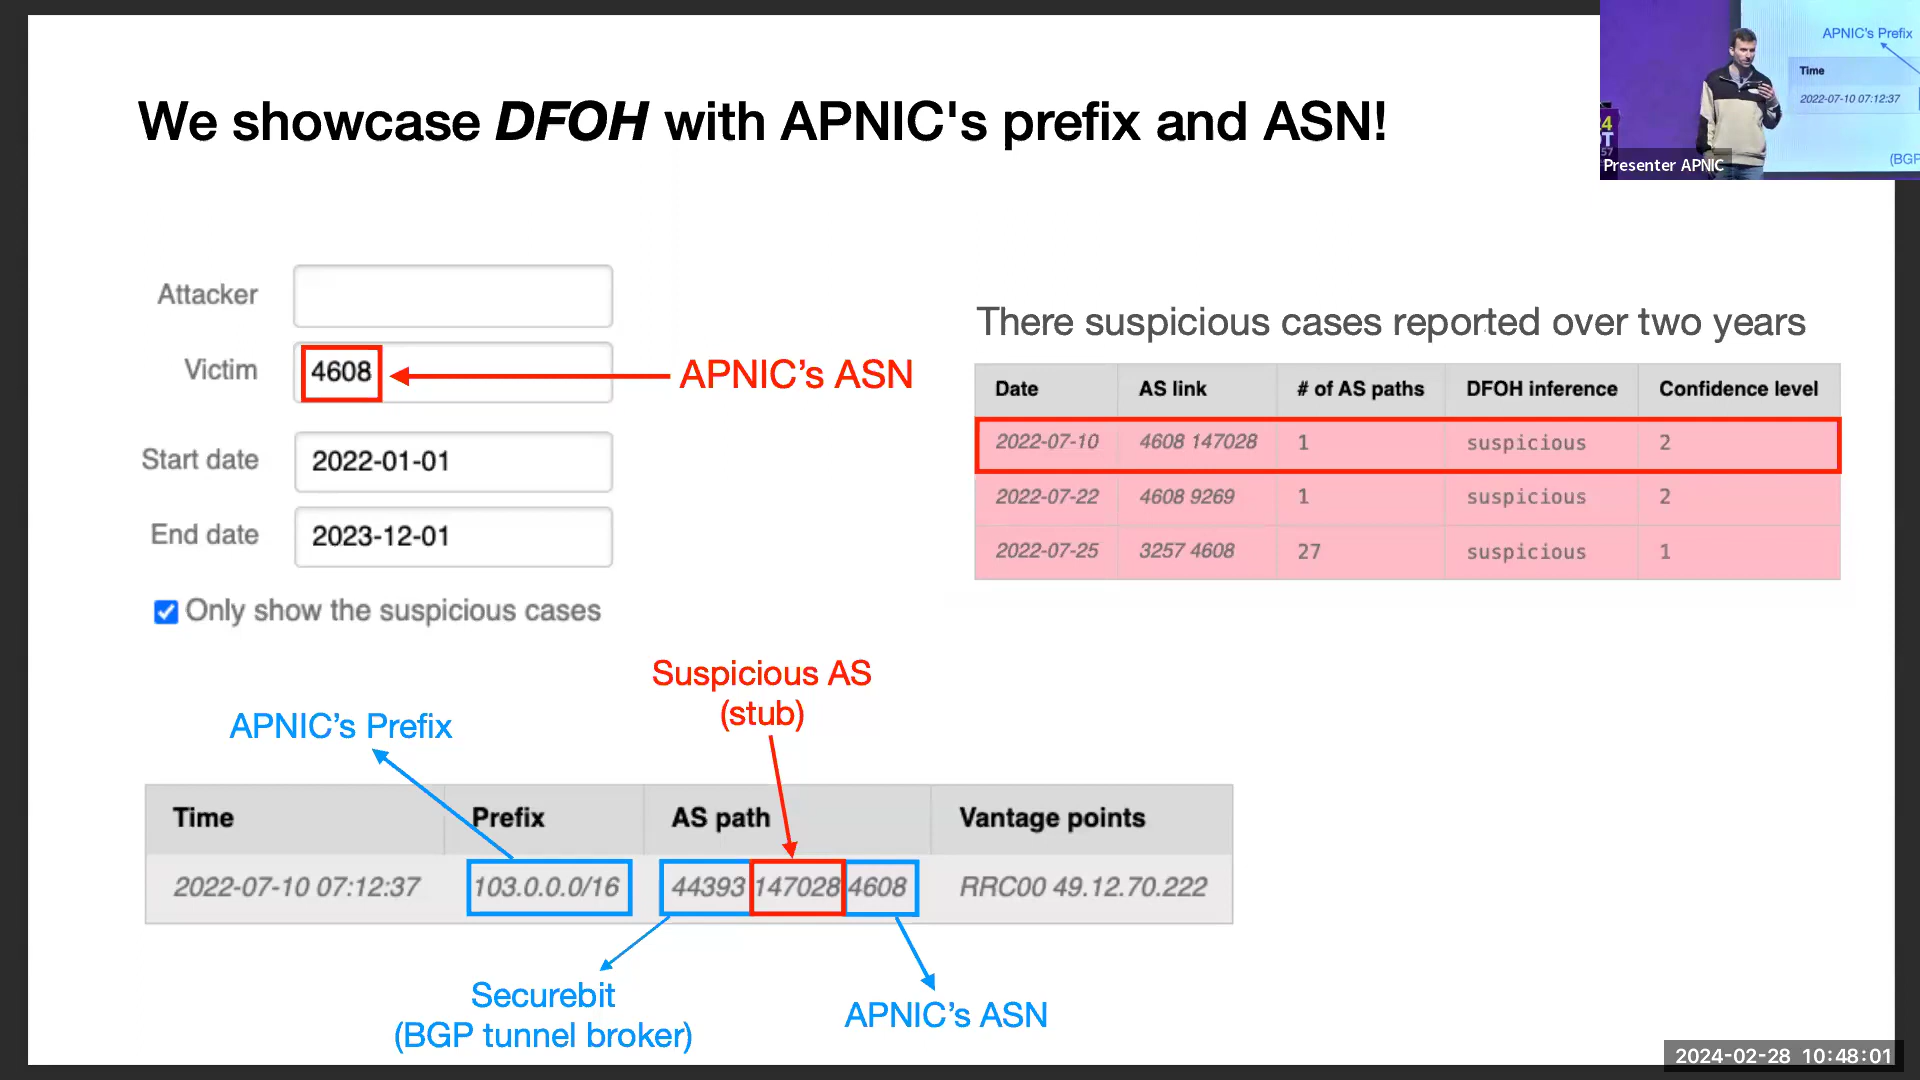 We showcase DFOH with APNIC's prefix and ASN!
APNIC's Prefix
Time
2022-07-10 07:12:37
(BGP
Presenter APNIC
Attacker
Victim 4608
APNIC’s ASN
Start date 2022-01-01
End date 2023-12-01
Only show the suspicious cases
There suspicious cases reported over two years
Date AS link # of AS paths DFOH inference Confidence level
2022-07-10 4608 147028 1 suspicious 2
2022-07-22 4608 9269 1 suspicious 2
2022-07-25 3257 4608 27 suspicious 1
Suspicious AS
(stub)
APNIC’s Prefix
Time Prefix AS path Vantage points
2022-07-10 07:12:37 103.0.0.0/16 44393 147028 4608 RRC00 49.12.70.222
Securebit
(BGP tunnel broker)
APNIC’s ASN
2024-02-28 10:48:01